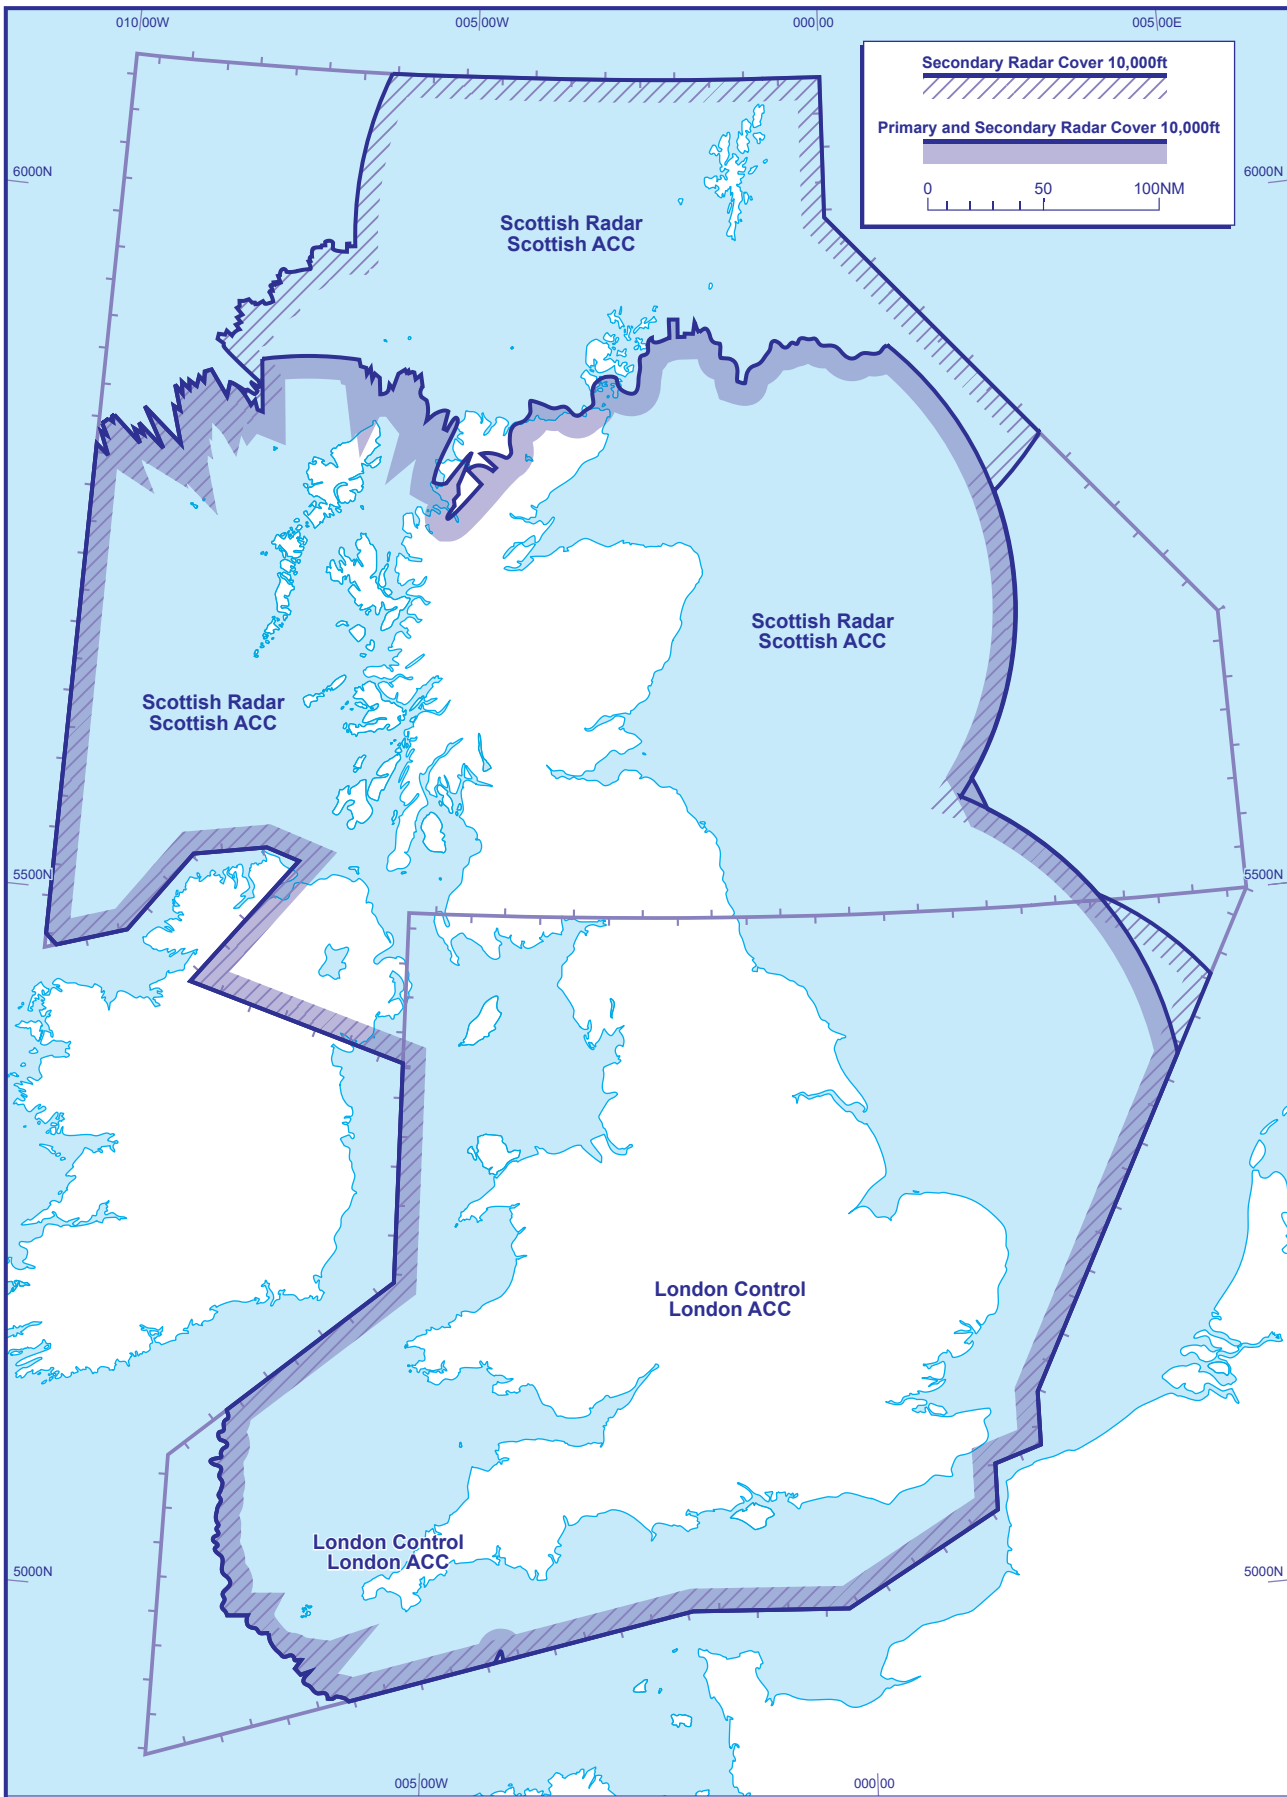 010 00W
005 00W
000 00
005 00E
Secondary Radar Cover 10,000ft
Primary and Secondary Radar Cover 10,000ft
0 50 100NM
6000N
6000N
Scottish Radar
Scottish ACC
Scottish Radar
Scottish ACC
Scottish Radar
Scottish ACC
5500N
5500N
London Control
London ACC
London Control
London ACC
5000N
5000N
005 00W
000 00